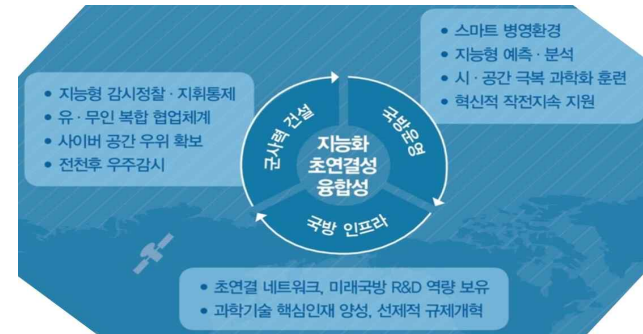 • 스마트 병영환경
• 지능형 예측 · 분석
• 시 · 공간 극복 과학화 훈련
• 혁신적 작전지속 지원
• 지능형 감시정찰 · 지휘통제
• 유 · 무인 복합 협업체계
• 사이버 공간 우위 확보
• 전천후 우주감시
군사력 건설
국방운영
지능화
초연결성
융합성
국방 인프라
• 초연결 네트워크, 미래국방 R&D 역량 보유
• 과학기술 핵심인재 양성, 선제적 규제개혁